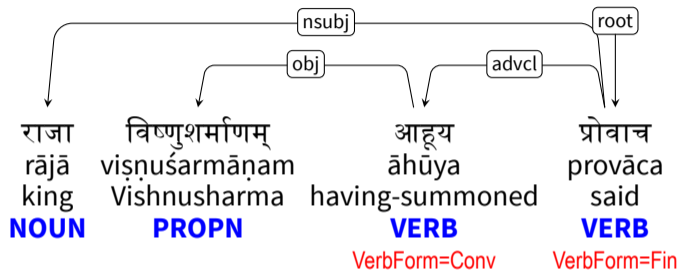 nsubj root
obj advcl
राजा विष्णुशर्माणम् आहूय प्रोवाच
rājā viṣṇuśarmāṇam āhūya provāca
king Vishnusharma having-summoned said
NOUN PROPN VERB VERB
VerbForm=Conv VerbForm=Fin